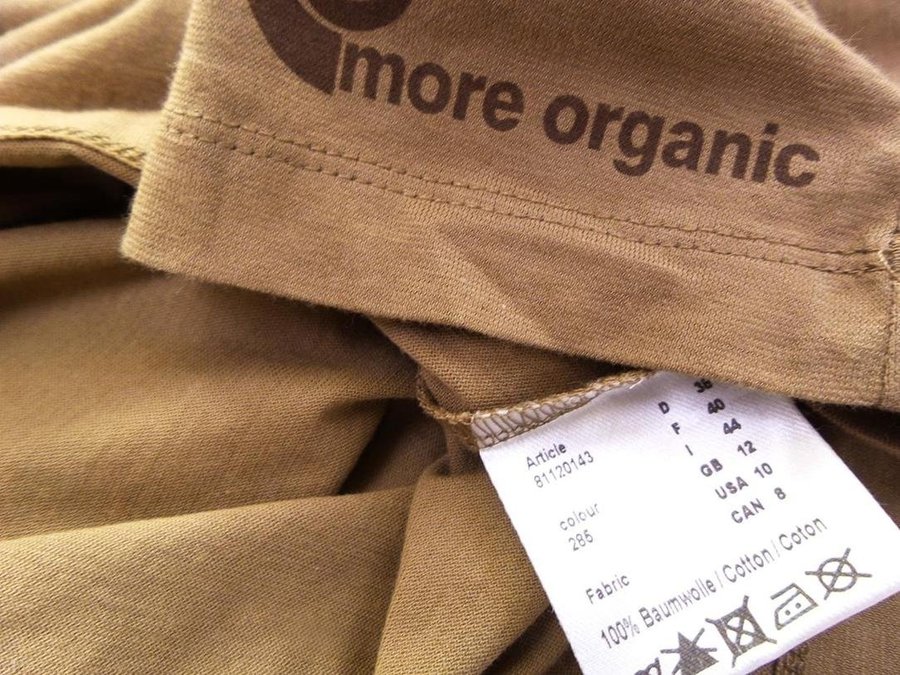 more organic
D 38
F 40
I 44
GB 12
USA 10
CAN 8
Article
81120143
colour
285
Fabric
100% Baumwolle / Cotton / Coton